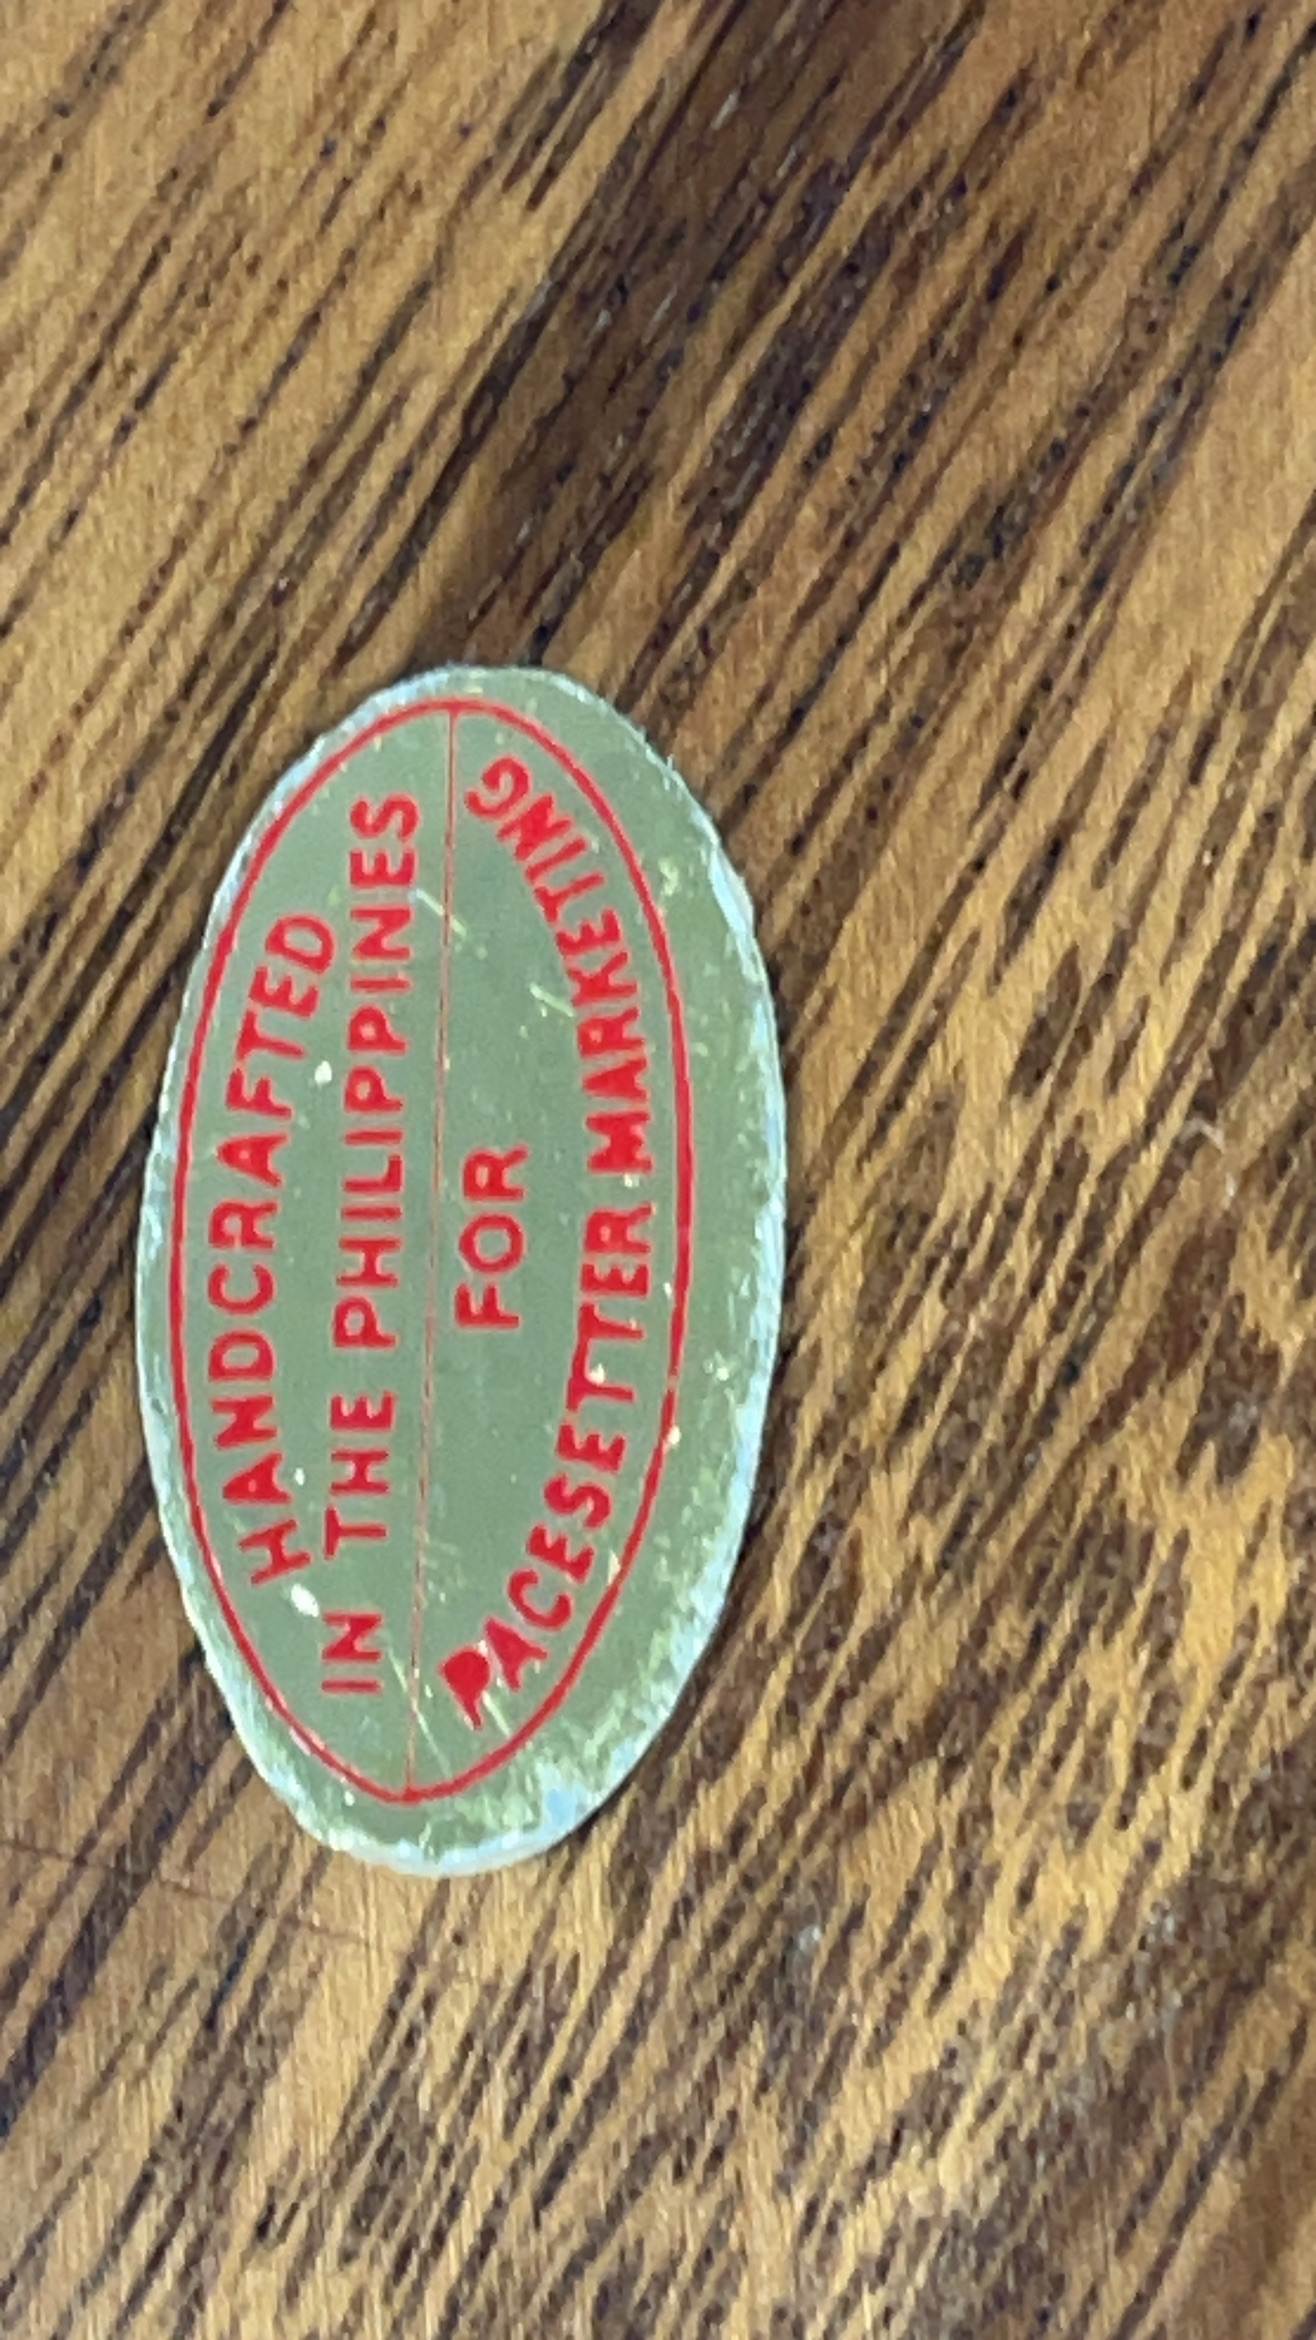 HANDCRAFTED
IN THE PHILIPPINES
FOR
PACESETTER MARKETING